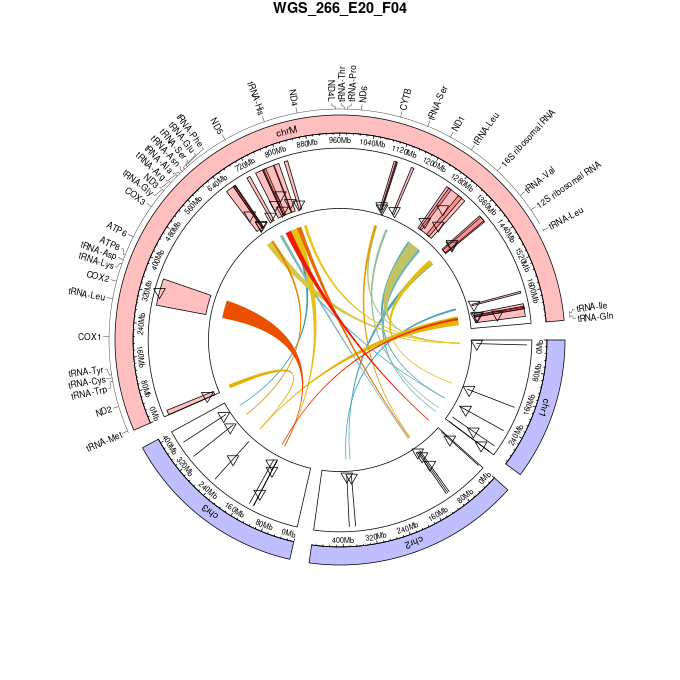 WGS_266_E20_F04
tRNA-Met
ND2
tRNA-Trp
tRNA-Cys
tRNA-Tyr
COX1
tRNA-Leu
COX2
tRNA-Lys
tRNA-Asp
ATP8
ATP6
COX3
tRNA-Gly
ND3
tRNA-Arg
tRNA-Ala
tRNA-Asn
tRNA-Ser
tRNA-Glu
tRNA-Phe
ND5
tRNA-His
ND4
ND4L
tRNA-Thr
tRNA-Pro
ND6
CYTB
tRNA-Ser
ND1
tRNA-Leu
16S ribosomal RNA
tRNA-Val
12S ribosomal RNA
tRNA-Leu
tRNA-Ile
tRNA-Gln
chrM
0Mb
80Mb
160Mb
240Mb
320Mb
400Mb
480Mb
560Mb
640Mb
720Mb
800Mb
880Mb
960Mb
1040Mb
1120Mb
1200Mb
1280Mb
1360Mb
1440Mb
1520Mb
1600Mb
chr1
0Mb
80Mb
160Mb
240Mb
chr2
0Mb
80Mb
160Mb
240Mb
320Mb
400Mb
chr3
0Mb
80Mb
160Mb
240Mb
320Mb
400Mb